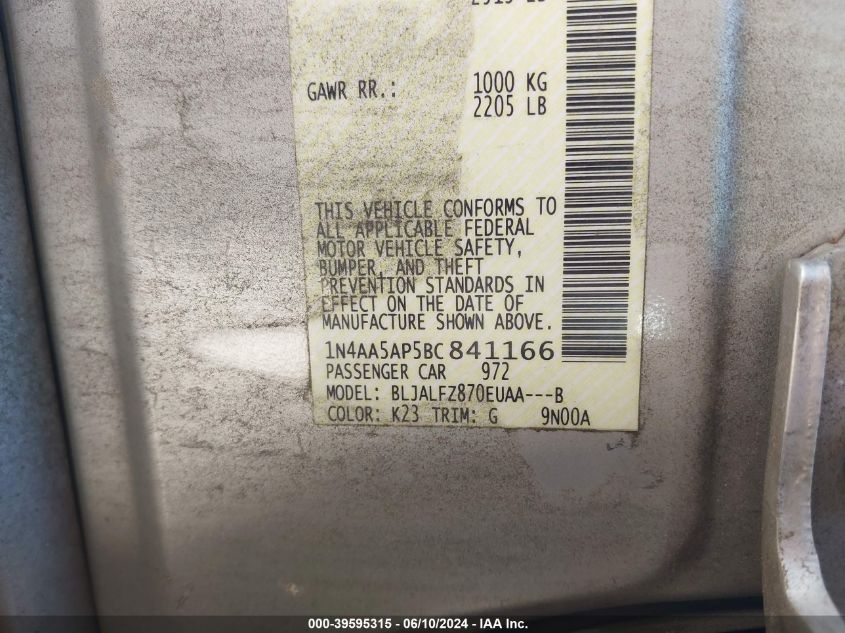 GAWR RR.: 1000 KG
2205 LB
THIS VEHICLE CONFORMS TO
ALL APPLICABLE FEDERAL
MOTOR VEHICLE SAFETY,
BUMPER, AND THEFT
PREVENTION STANDARDS IN
EFFECT ON THE DATE OF
MANUFACTURE SHOWN ABOVE.
1N4AA5AP5BC841166
PASSENGER CAR 972
MODEL: BLJALFZ870EUAA---B
COLOR: K23 TRIM: G 9N00A
000-39595315 - 06/10/2024 - IAA Inc.